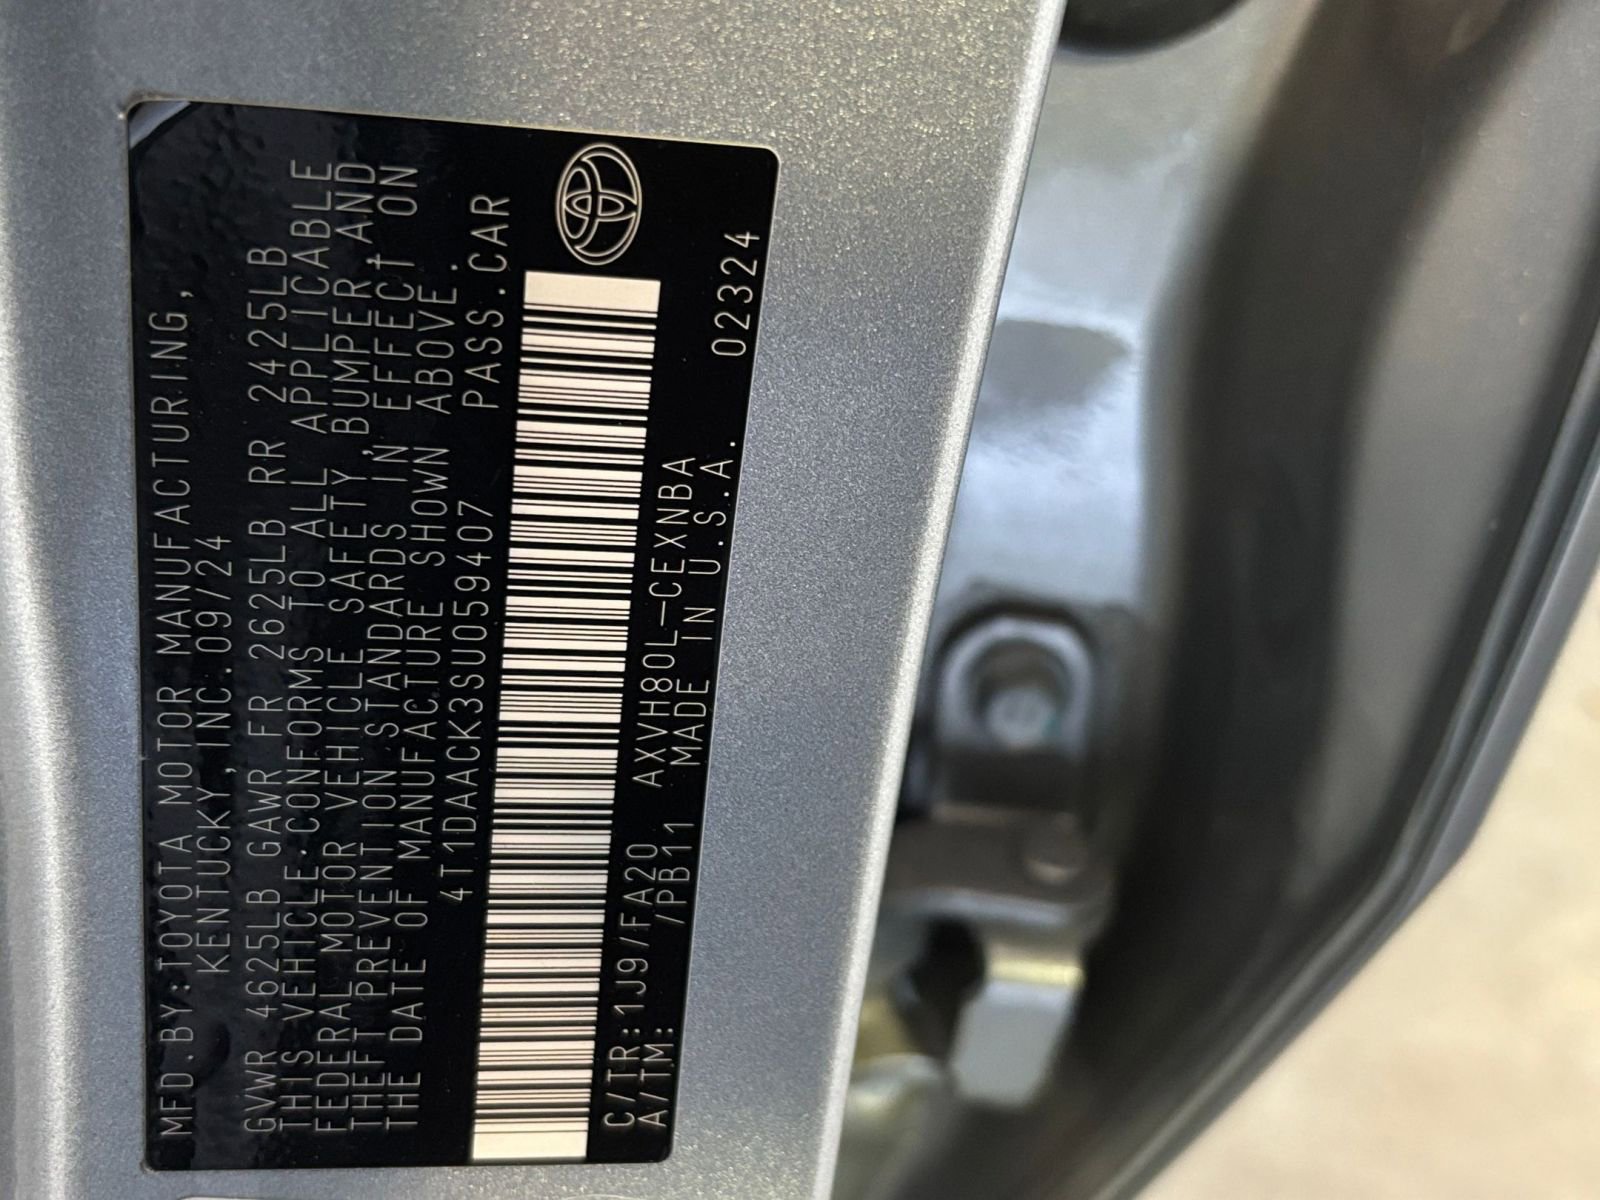 MFD.BY:TOYOTA MOTOR MANUFACTURING,
KENTUCKY,INC.09/24
GVWR 4625LB GAWR FR 2625LB RR 2425LB
THIS VEHICLE CONFORMS TO ALL APPLICABLE
FEDERAL MOTOR VEHICLE SAFETY,BUMPER,AND
THEFT PREVENTION STANDARDS IN EFFECT ON
THE DATE OF MANUFACTURE SHOWN ABOVE.
4T1DAACK3SU059407 PASS.CAR
C/TR:1J9/FA20 AXVH80L-CEXNBA
A/TM: /PB11 MADE IN U.S.A.
02324